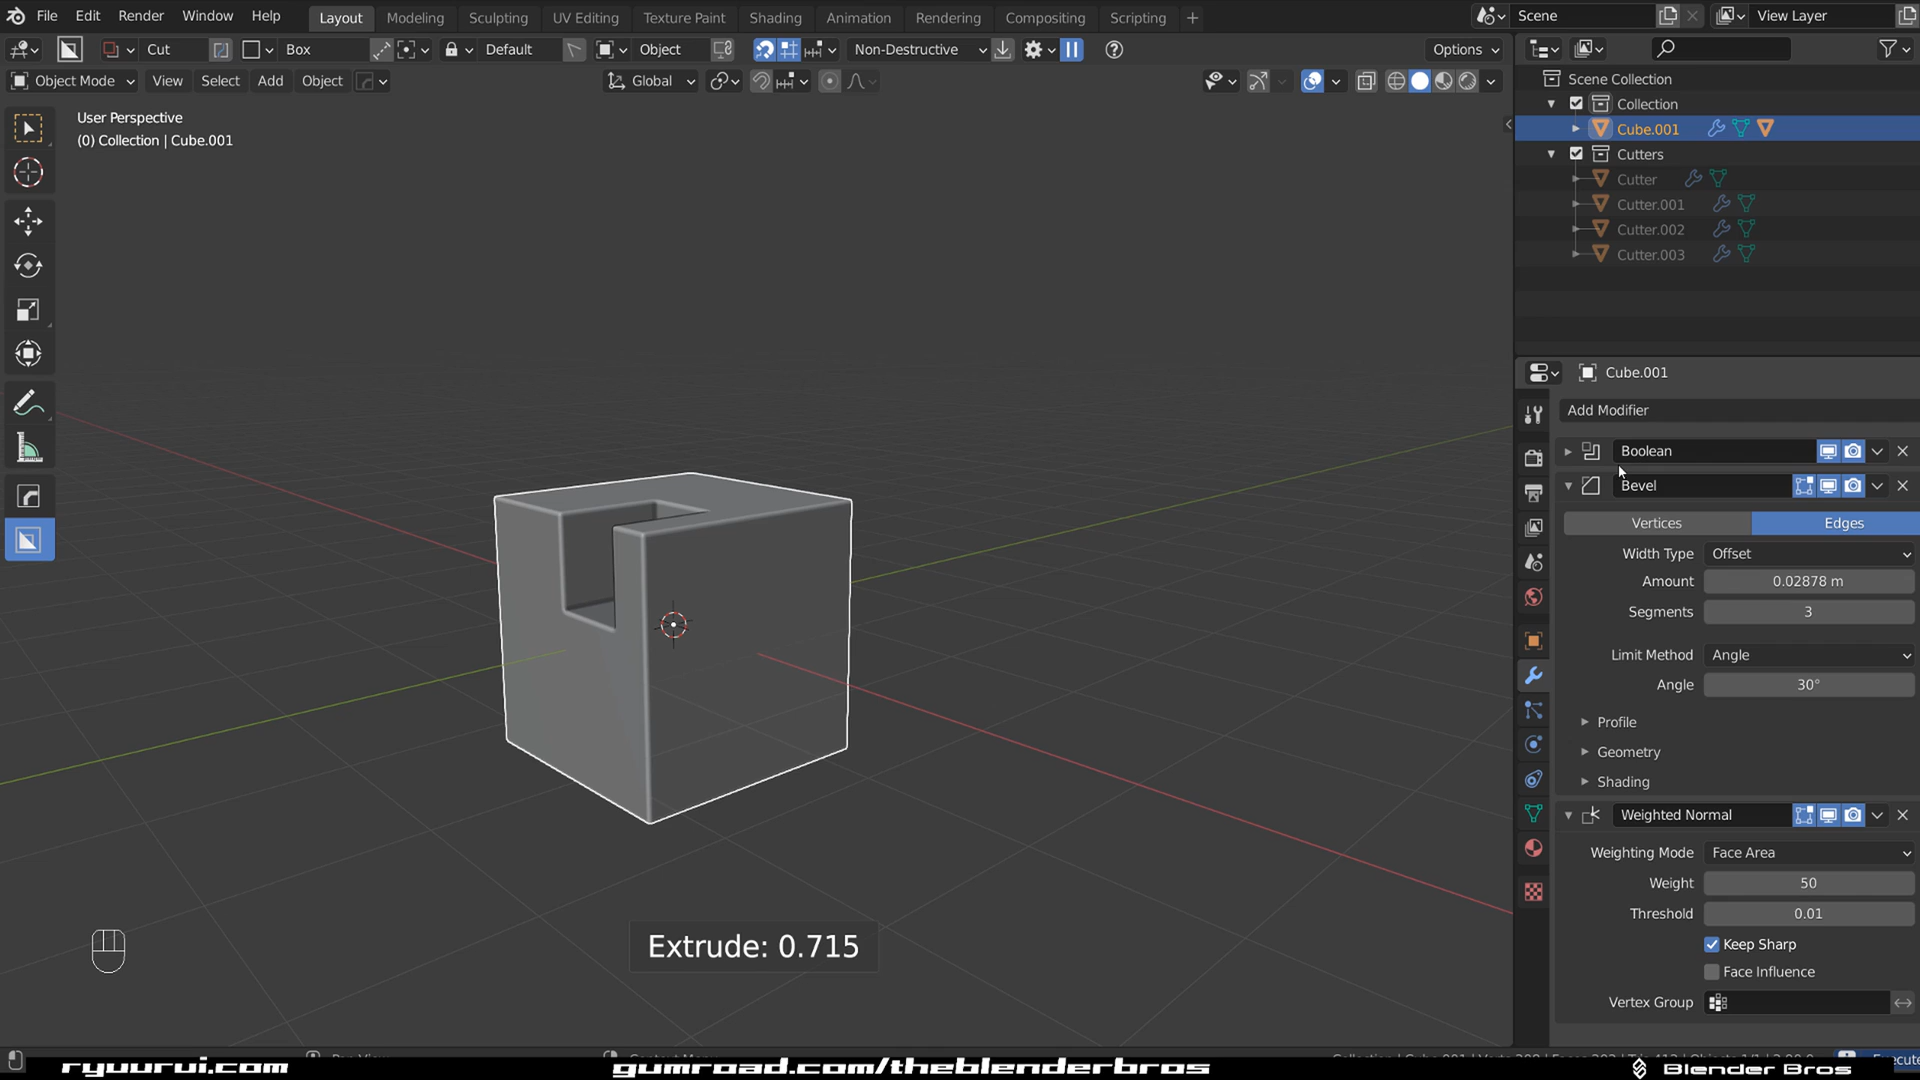 File Edit Render Window Help Layout Modeling Sculpting UV Editing Texture Paint Shading Animation Rendering Compositing Scripting Scene View Layer
Cut Box Default Object Non-Destructive Options
Object Mode View Select Add Object Global
User Perspective
(0) Collection | Cube.001
Scene Collection
Collection
Cube.001
Cutters
Cutter
Cutter.001
Cutter.002
Cutter.003
Cube.001
Add Modifier
Boolean
Bevel
Vertices Edges
Width Type Offset
Amount 0.02878 m
Segments 3
Limit Method Angle
Angle 30°
Profile
Geometry
Shading
Weighted Normal
Weighting Mode Face Area
Weight 50
Threshold 0.01
Keep Sharp
Face Influence
Vertex Group
Extrude: 0.715
ryuurui.com gumroad.com/theblenderbros Blender Bros